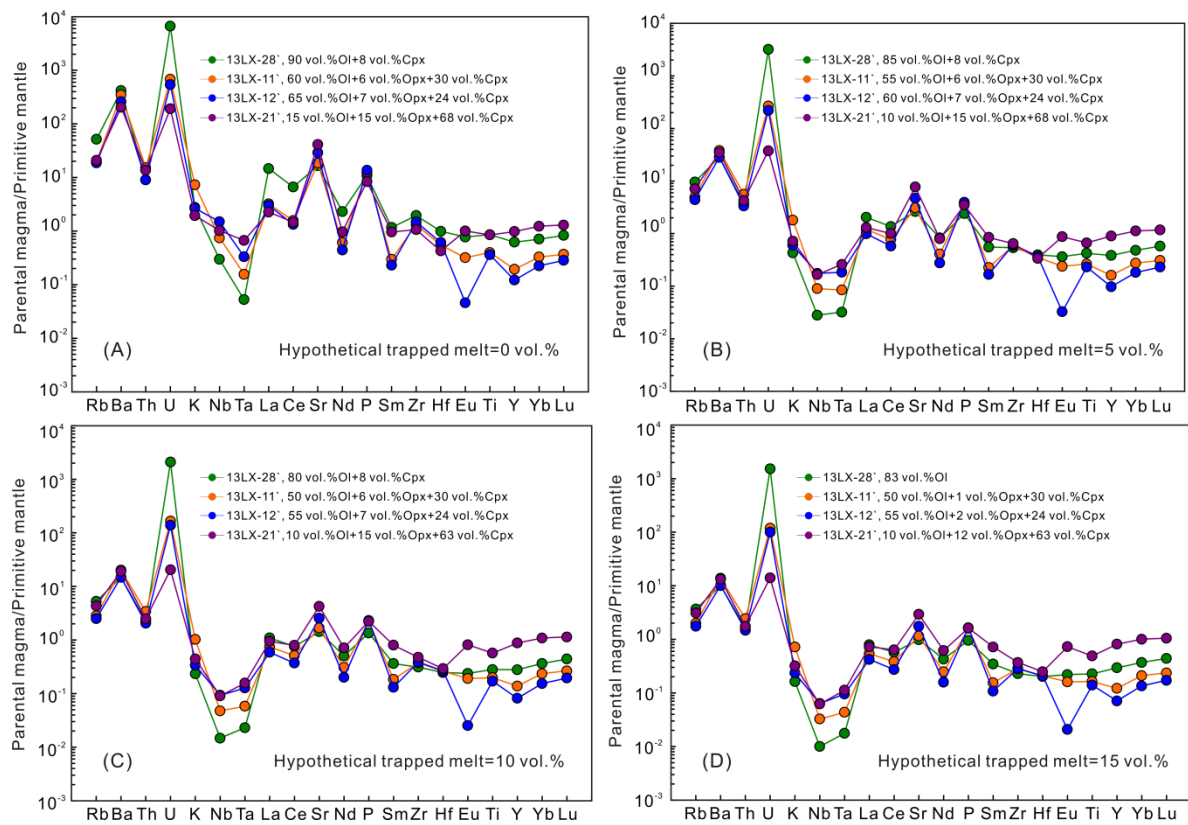 10⁴
10³
10²
10¹
10⁰
10⁻¹
10⁻²
10⁻³
Parental magma/Primitive mantle
13LX-28`, 90 vol.%Ol+8 vol.%Cpx
13LX-11`, 60 vol.%Ol+6 vol.%Opx+30 vol.%Cpx
13LX-12`, 65 vol.%Ol+7 vol.%Opx+24 vol.%Cpx
13LX-21`,15 vol.%Ol+15 vol.%Opx+68 vol.%Cpx
(A)
Hypothetical trapped melt=0 vol.%
Rb Ba Th U K Nb Ta La Ce Sr Nd P Sm Zr Hf Eu Ti Y Yb Lu
10⁴
10³
10²
10¹
10⁰
10⁻¹
10⁻²
10⁻³
Parental magma/Primitive mantle
13LX-28`, 85 vol.%Ol+8 vol.%Cpx
13LX-11`, 55 vol.%Ol+6 vol.%Opx+30 vol.%Cpx
13LX-12`, 60 vol.%Ol+7 vol.%Opx+24 vol.%Cpx
13LX-21`,10 vol.%Ol+15 vol.%Opx+68 vol.%Cpx
(B)
Hypothetical trapped melt=5 vol.%
Rb Ba Th U K Nb Ta La Ce Sr Nd P Sm Zr Hf Eu Ti Y Yb Lu
10⁴
10³
10²
10¹
10⁰
10⁻¹
10⁻²
10⁻³
Parental magma/Primitive mantle
13LX-28`, 80 vol.%Ol+8 vol.%Cpx
13LX-11`, 50 vol.%Ol+6 vol.%Opx+30 vol.%Cpx
13LX-12`, 55 vol.%Ol+7 vol.%Opx+24 vol.%Cpx
13LX-21`,10 vol.%Ol+15 vol.%Opx+63 vol.%Cpx
(C)
Hypothetical trapped melt=10 vol.%
Rb Ba Th U K Nb Ta La Ce Sr Nd P Sm Zr Hf Eu Ti Y Yb Lu
10⁴
10³
10²
10¹
10⁰
10⁻¹
10⁻²
10⁻³
Parental magma/Primitive mantle
13LX-28`, 83 vol.%Ol
13LX-11`, 50 vol.%Ol+1 vol.%Opx+30 vol.%Cpx
13LX-12`, 55 vol.%Ol+2 vol.%Opx+24 vol.%Cpx
13LX-21`,10 vol.%Ol+12 vol.%Opx+63 vol.%Cpx
(D)
Hypothetical trapped melt=15 vol.%
Rb Ba Th U K Nb Ta La Ce Sr Nd P Sm Zr Hf Eu Ti Y Yb Lu